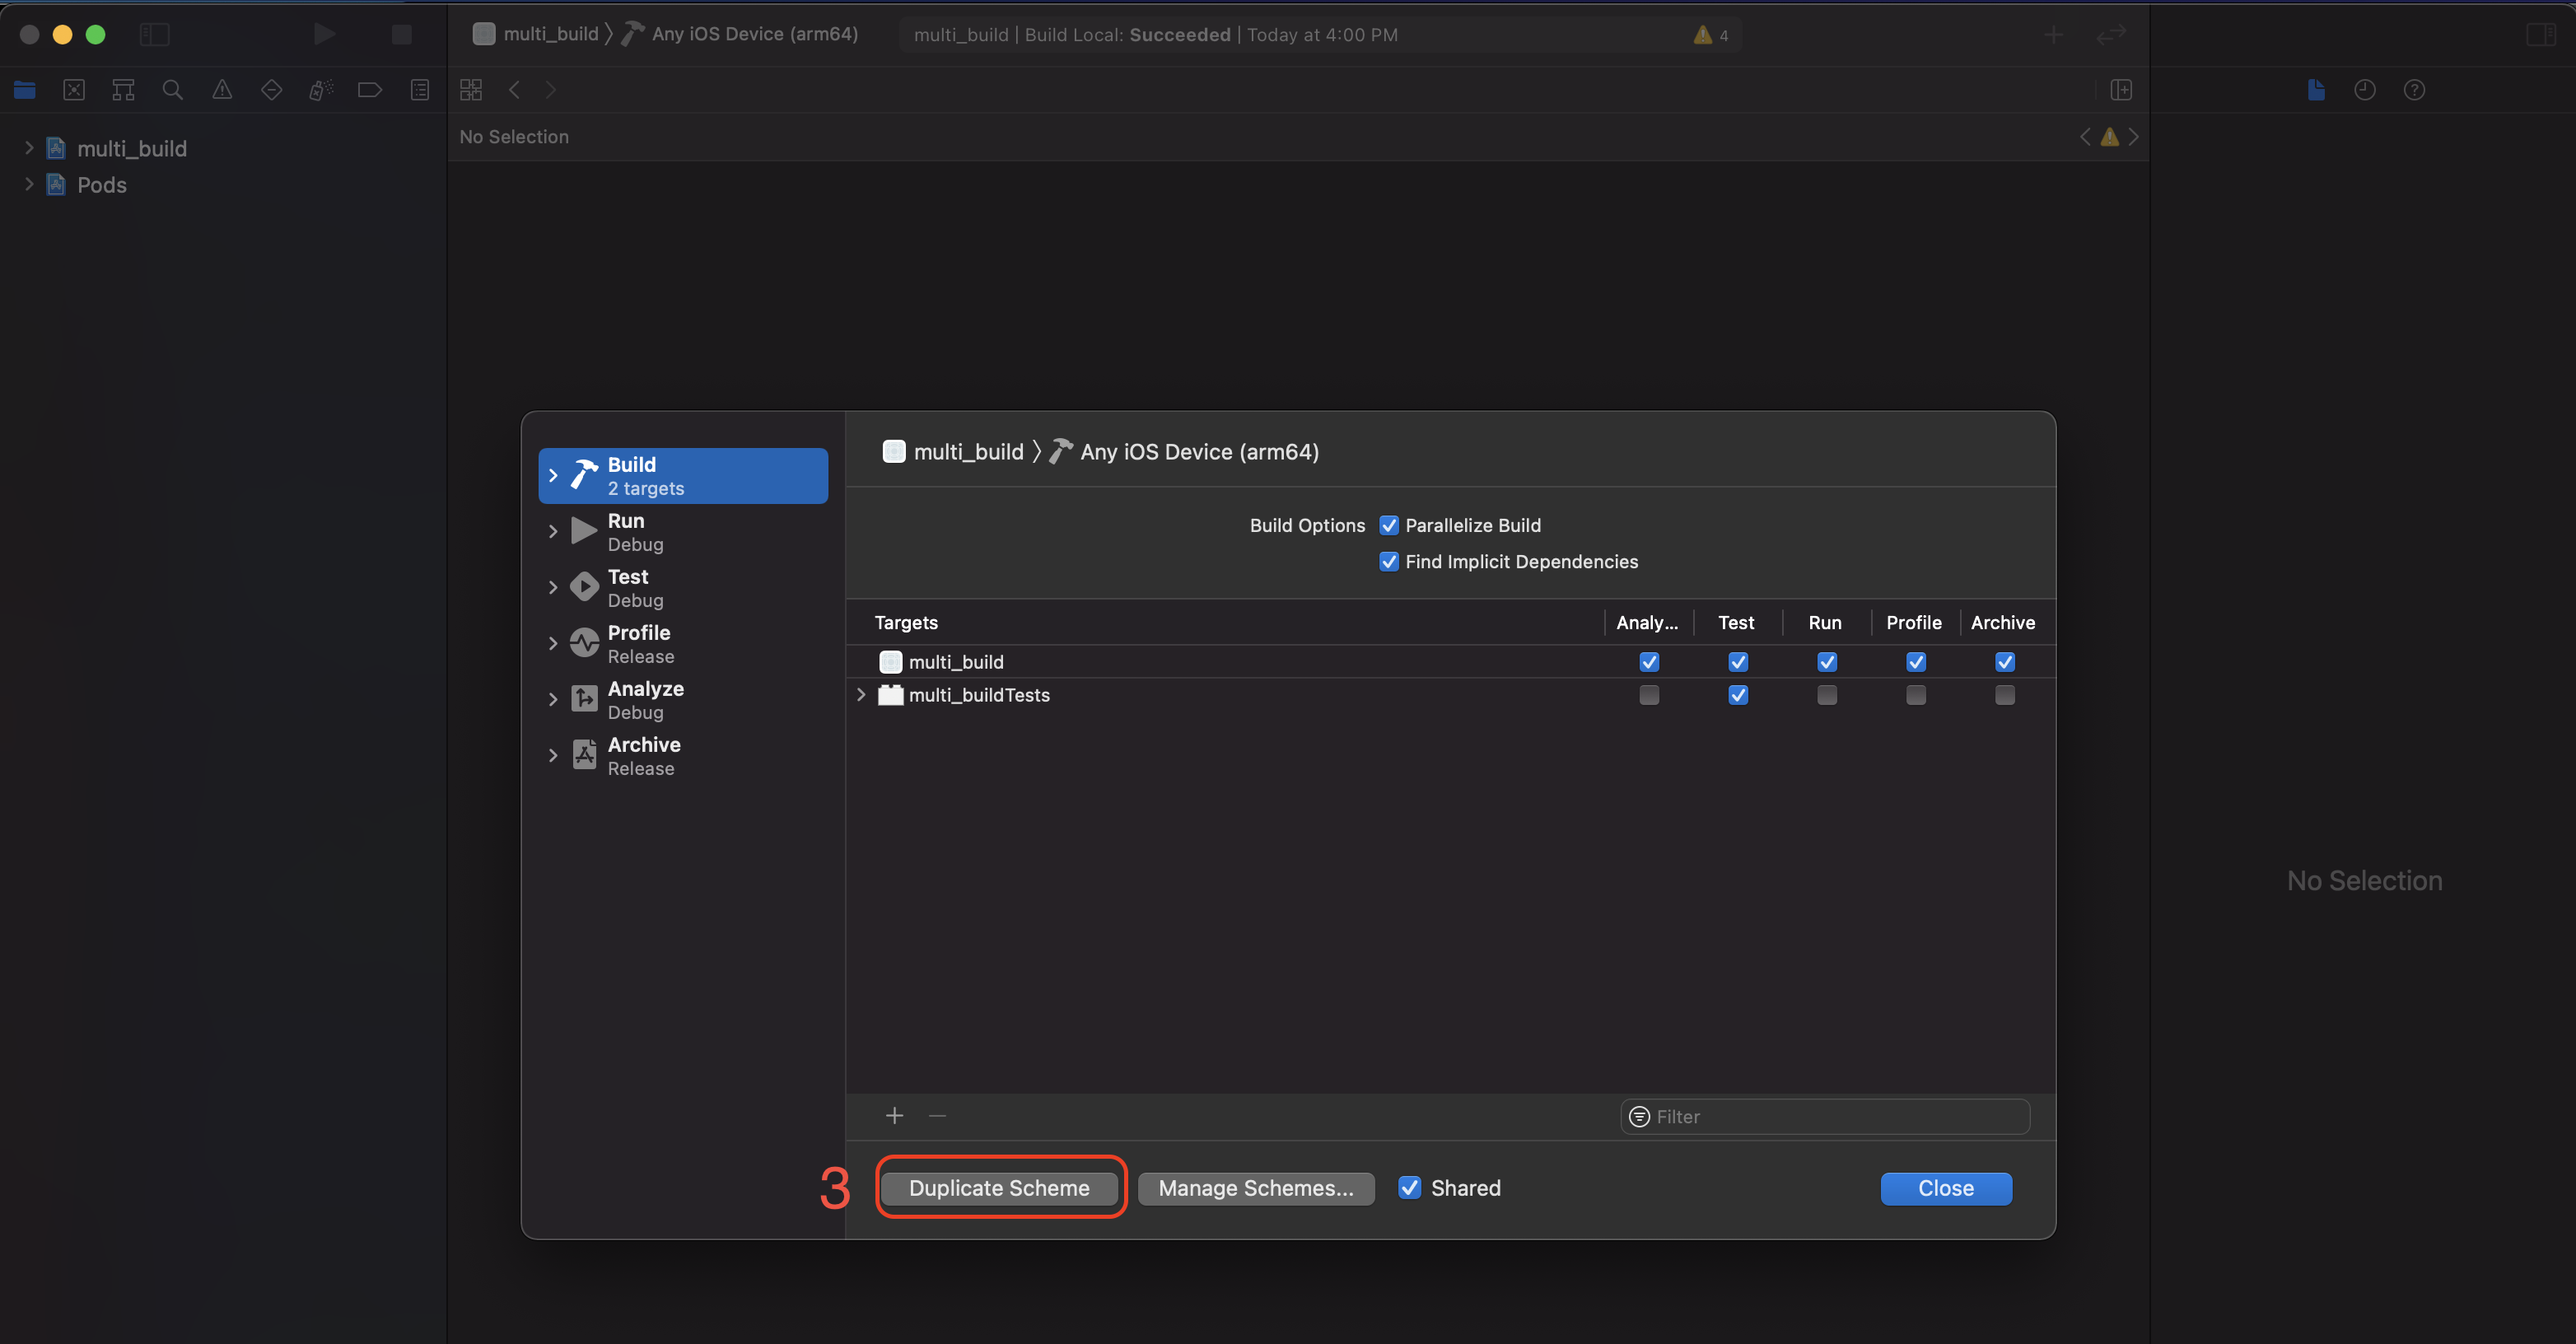 multi_build 〉 Any iOS Device (arm64)
multi_build | Build Local: Succeeded | Today at 4:00 PM
4
No Selection
multi_build
Pods
Build
2 targets
Run
Debug
Test
Debug
Profile
Release
Analyze
Debug
Archive
Release
multi_build 〉 Any iOS Device (arm64)
Build Options Parallelize Build
Find Implicit Dependencies
Targets Analy... Test Run Profile Archive
multi_build
multi_buildTests
+ −
Filter
3 Duplicate Scheme Manage Schemes... Shared Close
No Selection